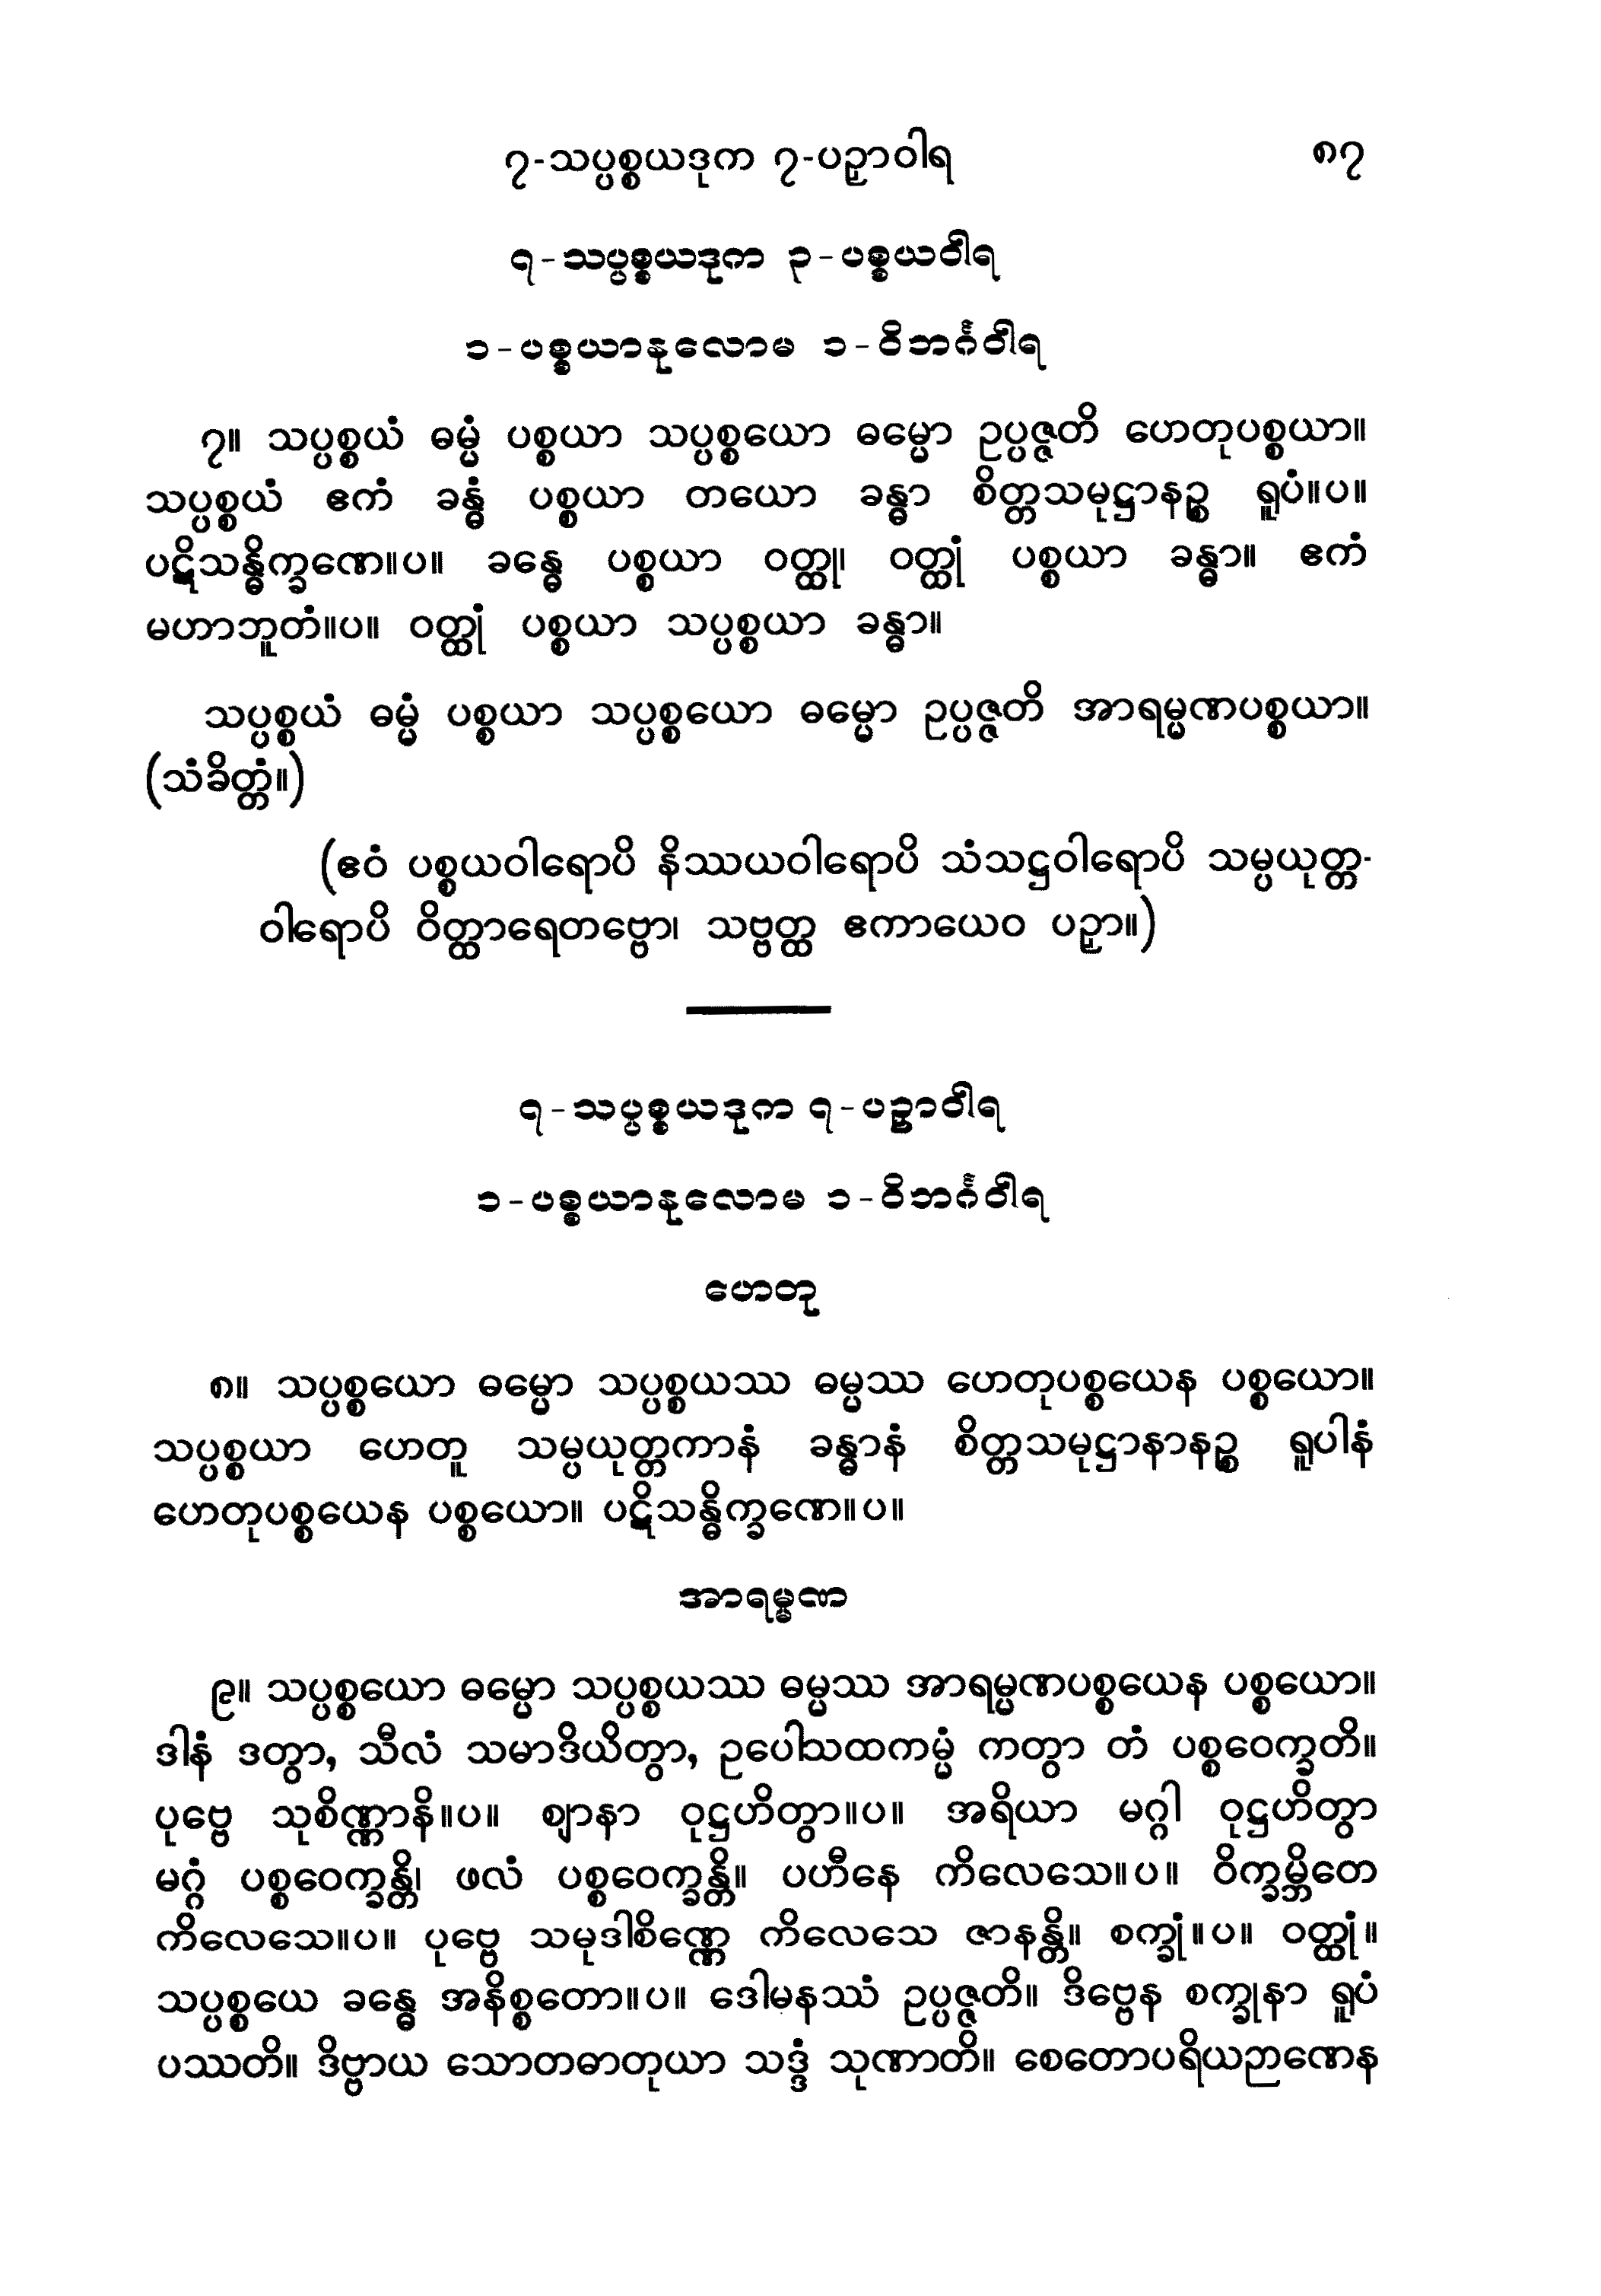 ၇-သပ္ပစ္စယဒုက ၇-ပဉှာဝါရ ၈၇
၇-သပ္ပစ္စယဒုက ၃-ပစ္စယဝါရ
၁-ပစ္စယာနုလောမ ၁-ဝိဘင်္ဂဝါရ
၇။ သပ္ပစ္စယံ ဓမ္မံ ပစ္စယာ သပ္ပစ္စယော ဓမ္မော ဥပ္ပဇ္ဇတိ ဟေတုပစ္စယာ။
သပ္ပစ္စယံ ဧကံ ခန္ဓံ ပစ္စယာ တယော ခန္ဓာ စိတ္တသမုဋ္ဌာနဉ္စ ရူပံ။ပ။
ပဋိသန္ဓိက္ခဏေ။ပ။ ခန္ဓေ ပစ္စယာ ဝတ္ထု၊ ဝတ္ထုံ ပစ္စယာ ခန္ဓာ။ ဧကံ
မဟာဘူတံ။ပ။ ဝတ္ထုံ ပစ္စယာ သပ္ပစ္စယာ ခန္ဓာ။
သပ္ပစ္စယံ ဓမ္မံ ပစ္စယာ သပ္ပစ္စယော ဓမ္မော ဥပ္ပဇ္ဇတိ အာရမ္မဏပစ္စယာ။
(သံခိတ္တံ။)
(ဧဝံ ပစ္စယဝါရောပိ နိဿယဝါရောပိ သံသဋ္ဌဝါရောပိ သမ္ပယုတ္တ-
ဝါရောပိ ဝိတ္ထာရေတဗ္ဗော၊ သဗ္ဗတ္ထ ဧကာယေဝ ပဉှာ။)
၇-သပ္ပစ္စယဒုက ၇-ပဉှာဝါရ
၁-ပစ္စယာနုလောမ ၁-ဝိဘင်္ဂဝါရ
ဟေတု
၈။ သပ္ပစ္စယော ဓမ္မော သပ္ပစ္စယဿ ဓမ္မဿ ဟေတုပစ္စယေန ပစ္စယော။
သပ္ပစ္စယာ ဟေတူ သမ္ပယုတ္တကာနံ ခန္ဓာနံ စိတ္တသမုဋ္ဌာနာနဉ္စ ရူပါနံ
ဟေတုပစ္စယေန ပစ္စယော။ ပဋိသန္ဓိက္ခဏေ။ပ။
အာရမ္မဏ
၉။ သပ္ပစ္စယော ဓမ္မော သပ္ပစ္စယဿ ဓမ္မဿ အာရမ္မဏပစ္စယေန ပစ္စယော။
ဒါနံ ဒတွာ, သီလံ သမာဒိယိတွာ, ဥပေါသထကမ္မံ ကတွာ တံ ပစ္စဝေက္ခတိ။
ပုဗ္ဗေ သုစိဏ္ဏာနိ။ပ။ ဈာနာ ဝုဋ္ဌဟိတွာ။ပ။ အရိယာ မဂ္ဂါ ဝုဋ္ဌဟိတွာ
မဂ္ဂံ ပစ္စဝေက္ခန္တိ၊ ဖလံ ပစ္စဝေက္ခန္တိ။ ပဟီနေ ကိလေသေ။ပ။ ဝိက္ခမ္ဘိတေ
ကိလေသေ။ပ။ ပုဗ္ဗေ သမုဒါစိဏ္ဏေ ကိလေသေ ဇာနန္တိ။ စက္ခုံ။ပ။ ဝတ္ထုံ။
သပ္ပစ္စယေ ခန္ဓေ အနိစ္စတော။ပ။ ဒေါမနဿံ ဥပ္ပဇ္ဇတိ။ ဒိဗ္ဗေန စက္ခုနာ ရူပံ
ပဿတိ။ ဒိဗ္ဗာယ သောတဓာတုယာ သဒ္ဒံ သုဏာတိ။ စေတောပရိယဉာဏေန